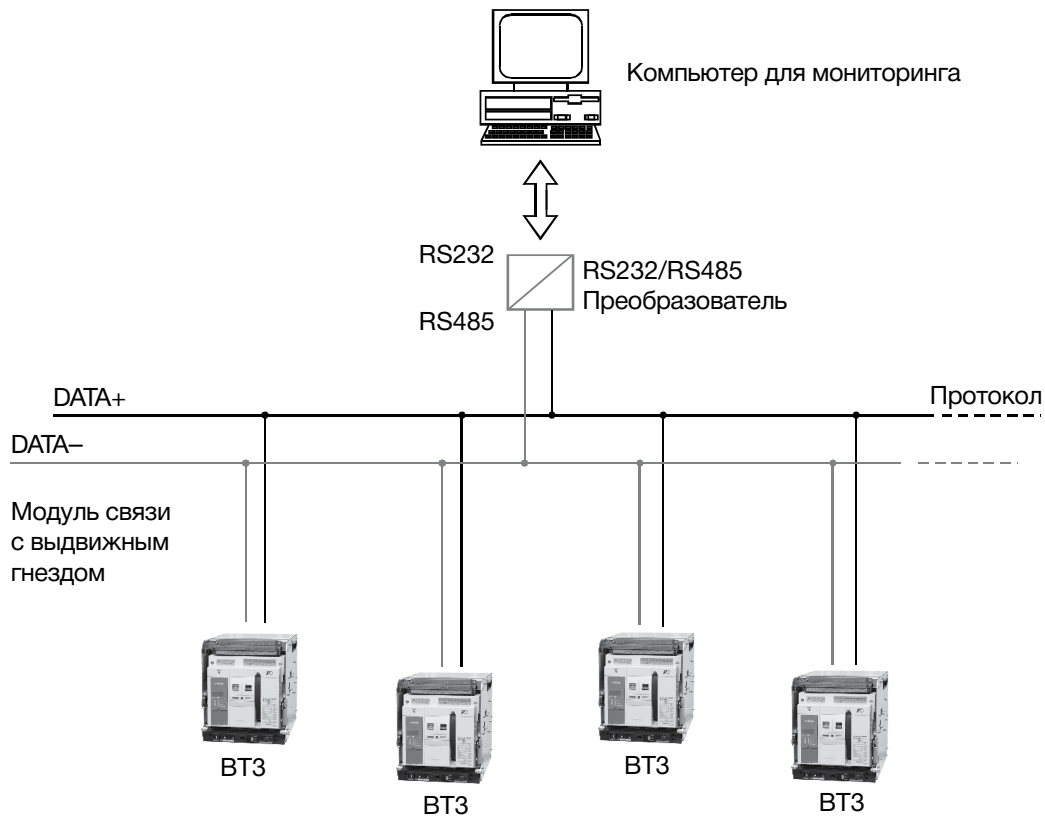 Компьютер для мониторинга
RS232
RS232/RS485
Преобразователь
RS485
DATA+
Протокол
DATA–
Модуль связи
с выдвижным
гнездом
BT3
BT3
BT3
BT3